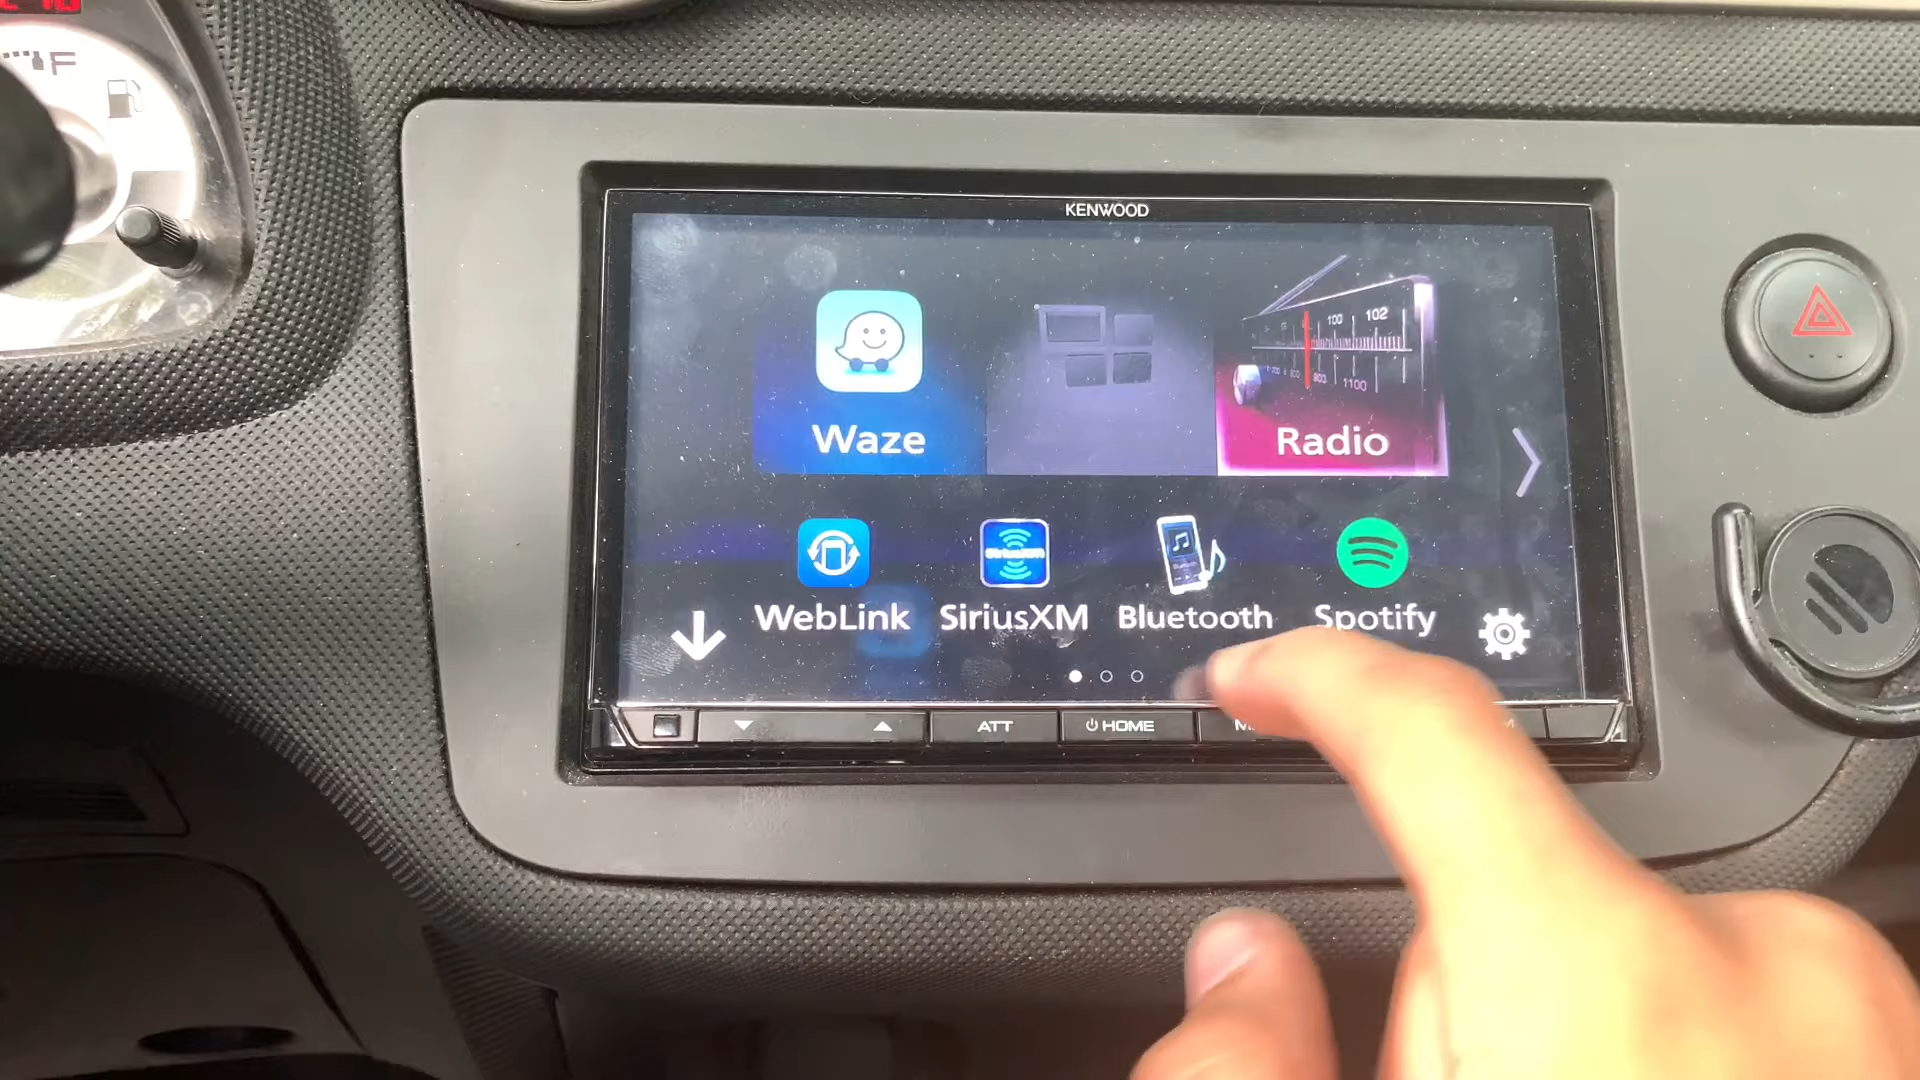 F
KENWOOD
100 102
1100
Waze
Radio
WebLink SiriusXM Bluetooth Spotify
ATT HOME